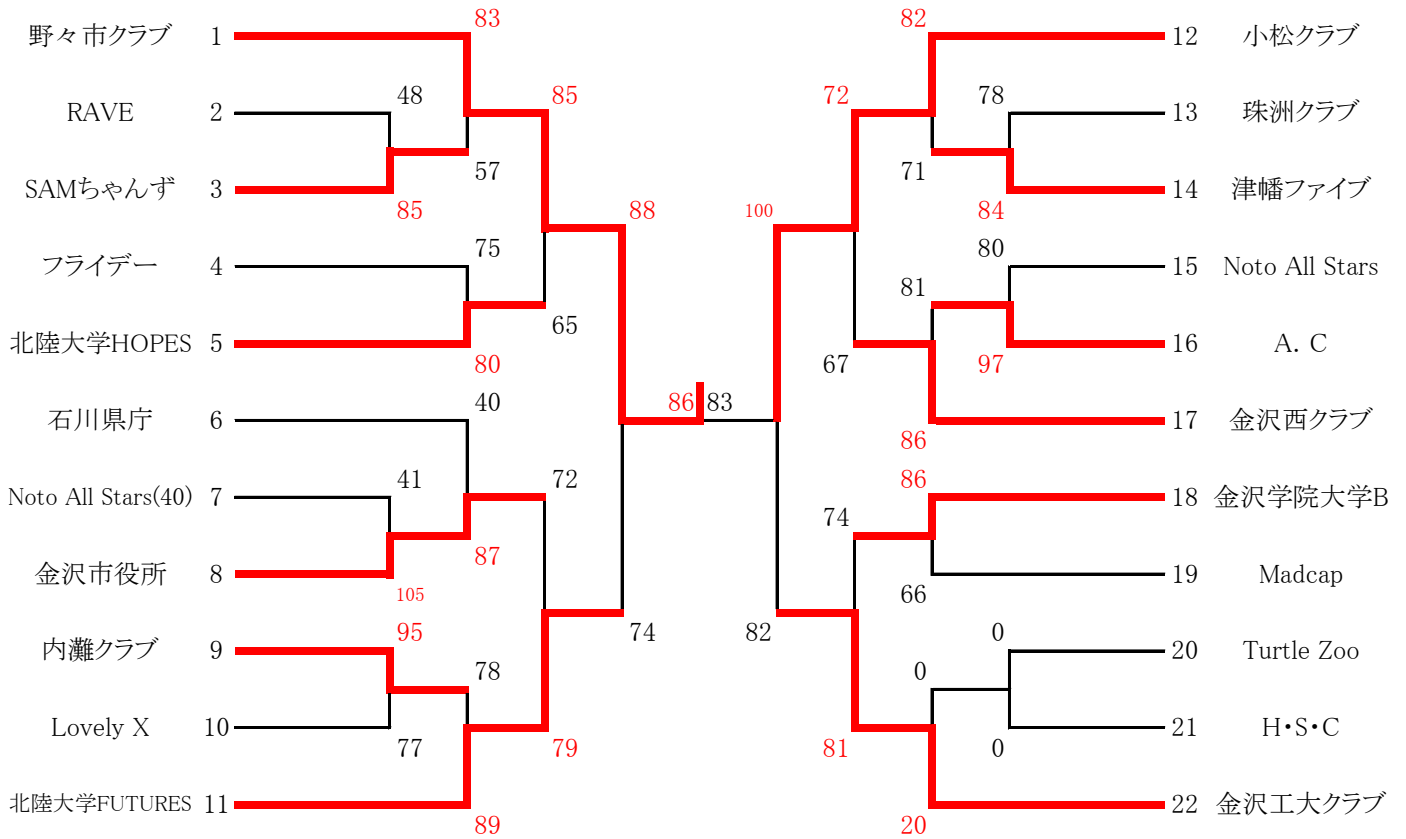 83
82
野々市クラブ 1
12 小松クラブ
48
85
72
78
RAVE 2
13 珠洲クラブ
57
71
SAMちゃんず 3
14 津幡ファイブ
85
88
100
84
75
80
フライデー 4
15 Noto All Stars
81
65
北陸大学HOPES 5
16 A. C
80
67
97
40
86 83
石川県庁 6
17 金沢西クラブ
86
41
72
86
Noto All Stars(40) 7
18 金沢学院大学B
74
87
金沢市役所 8
19 Madcap
105
66
95
74
82
0
内灘クラブ 9
20 Turtle Zoo
78
0
Lovely X 10
21 H・S・C
77
79
81
0
北陸大学FUTURES 11
22 金沢工大クラブ
89
20